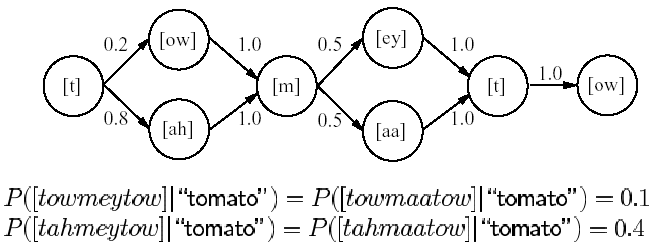 0.2 [ow] 1.0 0.5 [ey] 1.0
[t] [m] [t] 1.0 [ow]
0.8 [ah] 1.0 0.5 [aa] 1.0
P([towmeytow]|“tomato”) = P([towmaatow]|“tomato”) = 0.1
P([tahmeytow]|“tomato”) = P([tahmaatow]|“tomato”) = 0.4